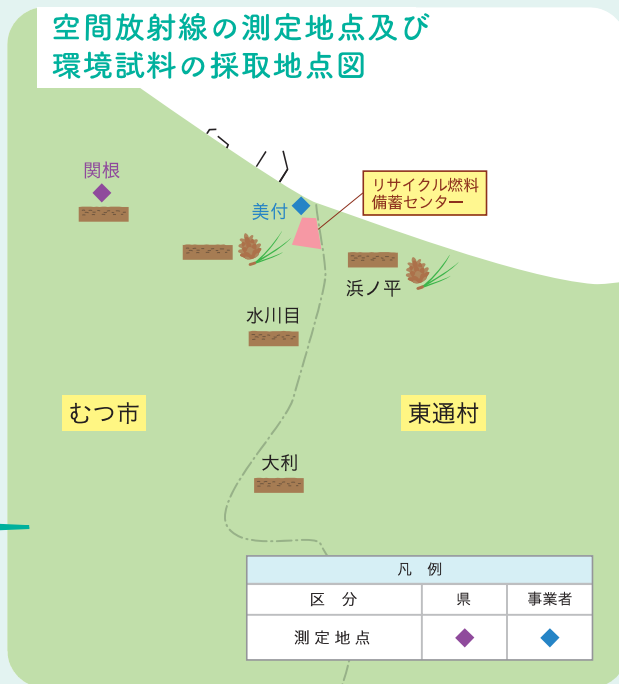 空間放射線の測定地点及び
環境試料の採取地点図
関根
美付
リサイクル燃料
備蓄センター
浜ノ平
水川目
むつ市
東通村
大利
凡 例
区 分 県 事業者
測定地点